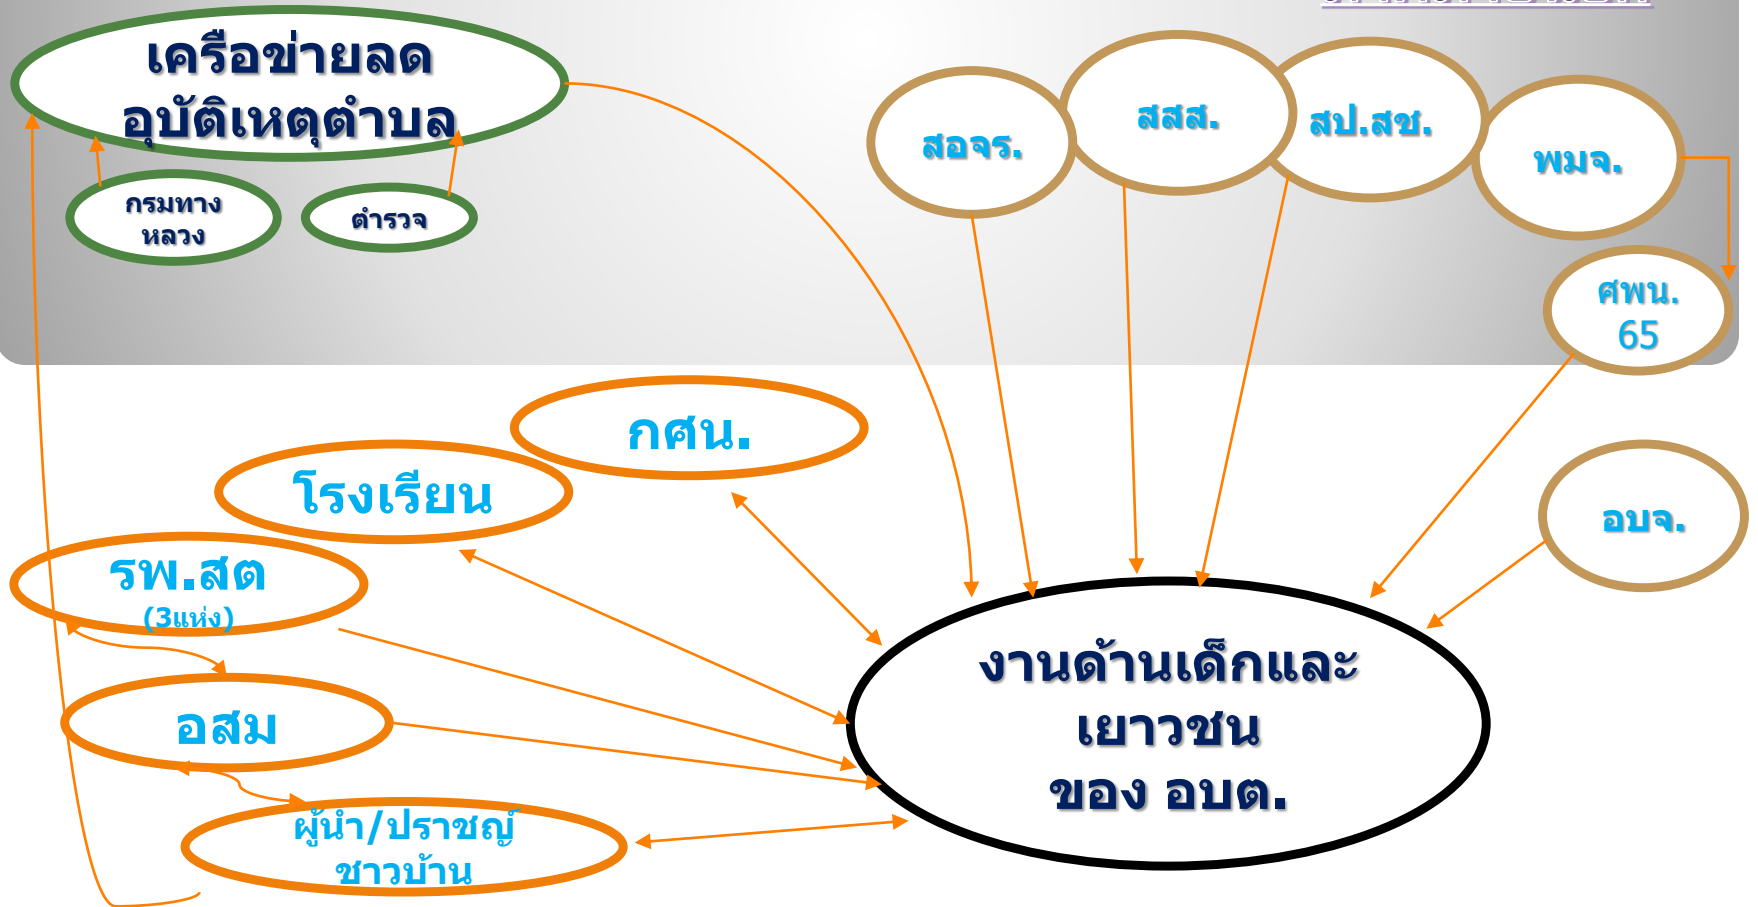 เครือข่ายลด
อุบัติเหตุตำบล
กรมทาง
หลวง
ตำรวจ
สอจร.
สสส.
สป.สช.
พมจ.
ศพน.
65
อบจ.
กศน.
โรงเรียน
รพ.สต
(3แห่ง)
อสม
ผู้นำ/ปราชญ์
ชาวบ้าน
งานด้านเด็กและ
เยาวชน
ของ อบต.